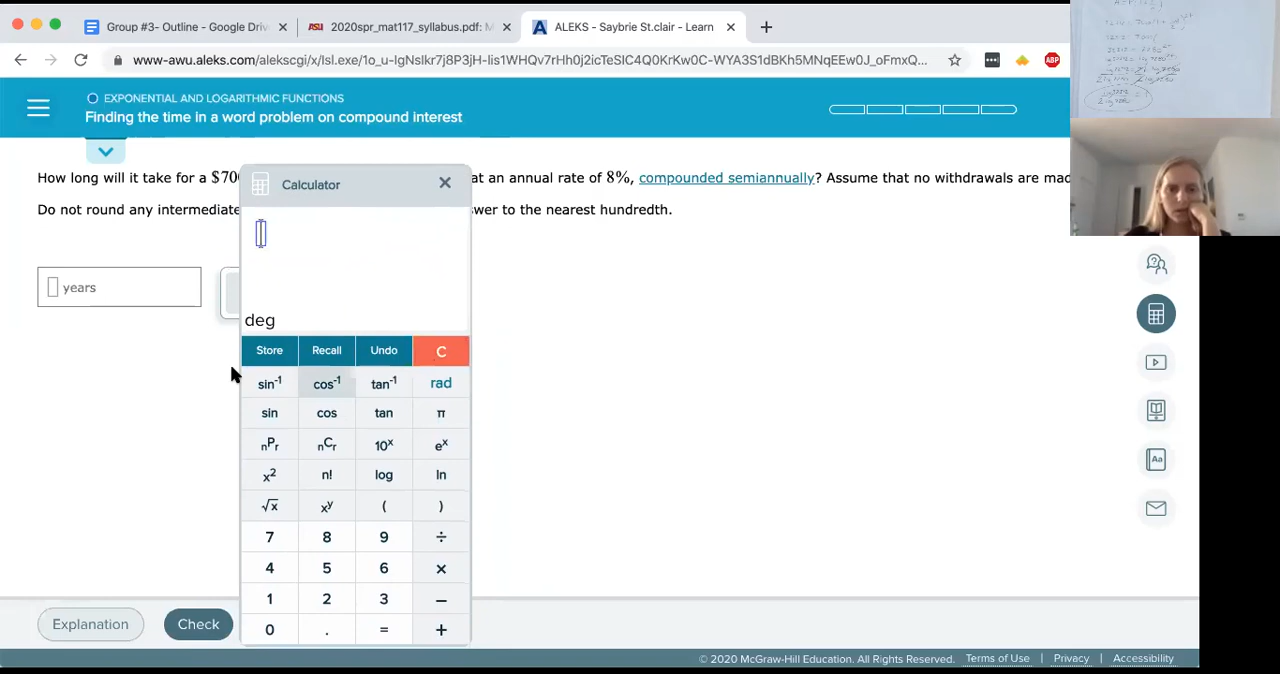 Group #3- Outline - Google Driv
2020spr_mat117_syllabus.pdf: M
ALEKS - Saybrie St.clair - Learn
www-awu.aleks.com/alekscgi/x/Isl.exe/1o_u-IgNslkr7j8P3jH-lis1WHQv7rHh0j2icTeSIC4Q0KrKw0C-WYA3S1dBKh5MNqEEw0J_oFmxQ...
ABP
EXPONENTIAL AND LOGARITHMIC FUNCTIONS
Finding the time in a word problem on compound interest
How long will it take for a $700 at an annual rate of 8%, compounded semiannually? Assume that no withdrawals are mad
Do not round any intermediate swer to the nearest hundredth.
years
Calculator
deg
Store Recall Undo C
sin⁻¹ cos⁻¹ tan⁻¹ rad
sin cos tan π
nPr nCr 10ˣ eˣ
x² n! log ln
√x xʸ ( )
7 8 9 ÷
4 5 6 ×
1 2 3 −
0 . = +
Aa
Explanation Check
© 2020 McGraw-Hill Education. All Rights Reserved. Terms of Use | Privacy | Accessibility